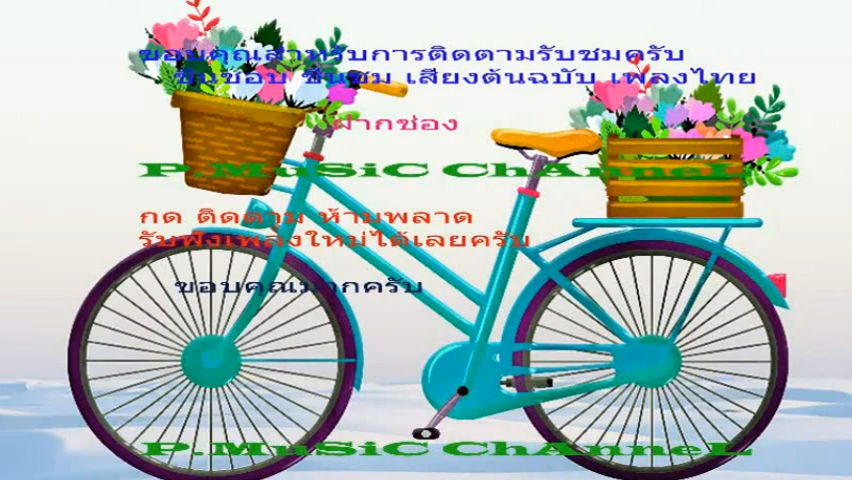 ขอบคุณสำหรับการติดตามรับชมครับ
ชื่นชอบ ชื่นชม เสียงต้นฉบับ เพลงไทย
ฝากช่อง
P.MuSiC ChAnneL
กด ติดตาม ห้ามพลาด
รับฟังเพลงใหม่ได้เลยครับ
ขอบคุณมากครับ
P.MuSiC ChAnneL